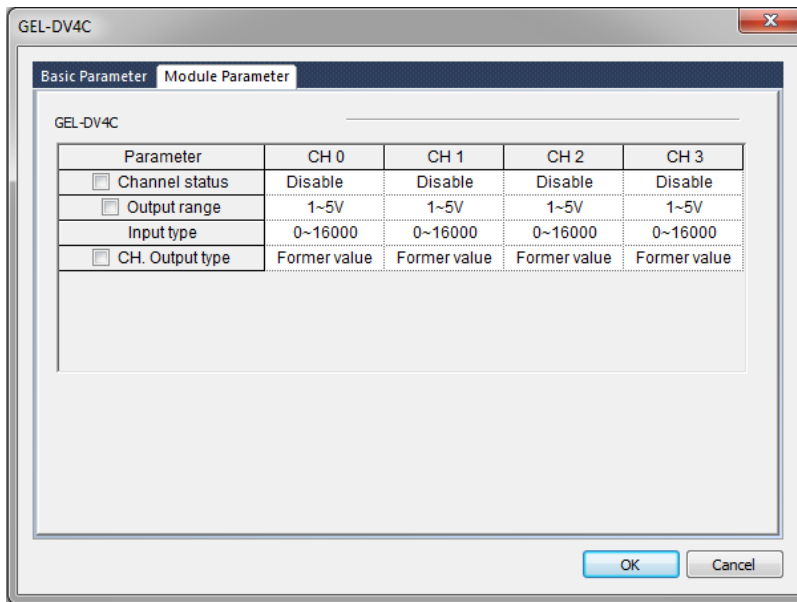 GEL-DV4C
Basic Parameter Module Parameter
GEL-DV4C
Parameter CH 0 CH 1 CH 2 CH 3
Channel status Disable Disable Disable Disable
Output range 1~5V 1~5V 1~5V 1~5V
Input type 0~16000 0~16000 0~16000 0~16000
CH. Output type Former value Former value Former value Former value
OK Cancel